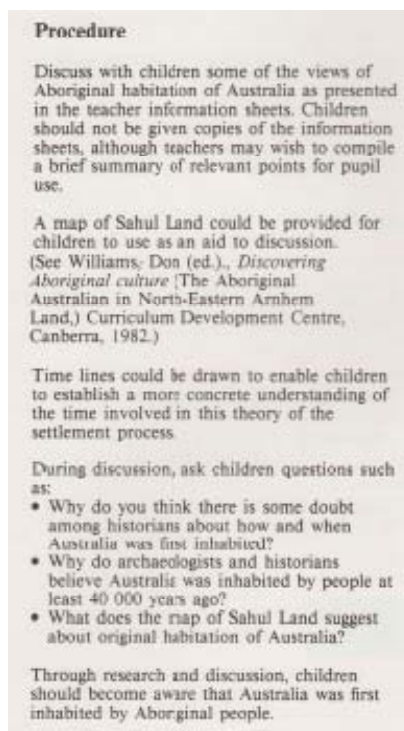 Procedure
Discuss with children some of the views of
Aboriginal habitation of Australia as presented
in the teacher information sheets. Children
should not be given copies of the information
sheets, although teachers may wish to compile
a brief summary of relevant points for pupil
use.
A map of Sahul Land could be provided for
children to use as an aid to discussion.
(See Williams, Don (ed.)., Discovering
Aboriginal culture (The Aboriginal
Australian in North-Eastern Arnhem
Land,) Curriculum Development Centre,
Canberra, 1982.)
Time lines could be drawn to enable children
to establish a more concrete understanding of
the time involved in this theory of the
settlement process.
During discussion, ask children questions such
as:
• Why do you think there is some doubt
among historians about how and when
Australia was first inhabited?
• Why do archaeologists and historians
believe Australia was inhabited by people at
least 40 000 years ago?
• What does the map of Sahul Land suggest
about original habitation of Australia?
Through research and discussion, children
should become aware that Australia was first
inhabited by Aboriginal people.